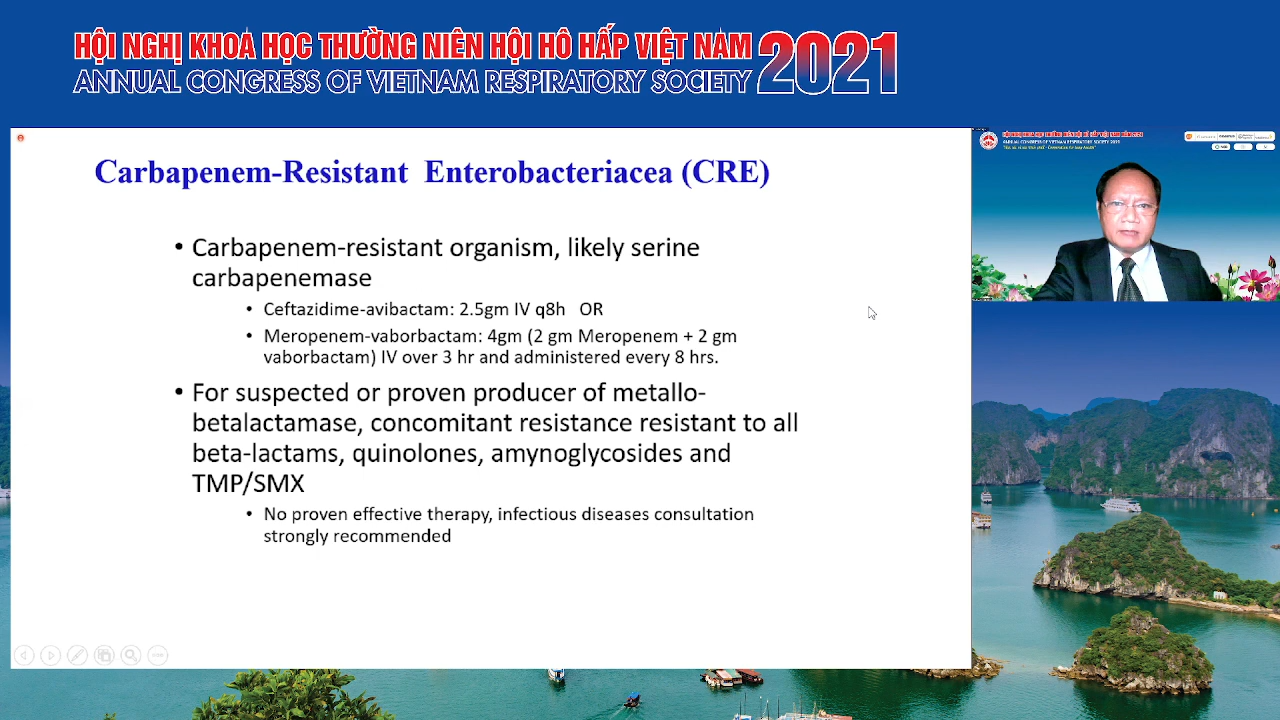 HỘI NGHỊ KHOA HỌC THƯỜNG NIÊN HỘI HÔ HẤP VIỆT NAM 2021
ANNUAL CONGRESS OF VIETNAM RESPIRATORY SOCIETY
Carbapenem-Resistant Enterobacteriacea (CRE)
• Carbapenem-resistant organism, likely serine
carbapenemase
• Ceftazidime-avibactam: 2.5gm IV q8h OR
• Meropenem-vaborbactam: 4gm (2 gm Meropenem + 2 gm
vaborbactam) IV over 3 hr and administered every 8 hrs.
• For suspected or proven producer of metallo-
betalactamase, concomitant resistance resistant to all
beta-lactams, quinolones, amynoglycosides and
TMP/SMX
• No proven effective therapy, infectious diseases consultation
strongly recommended